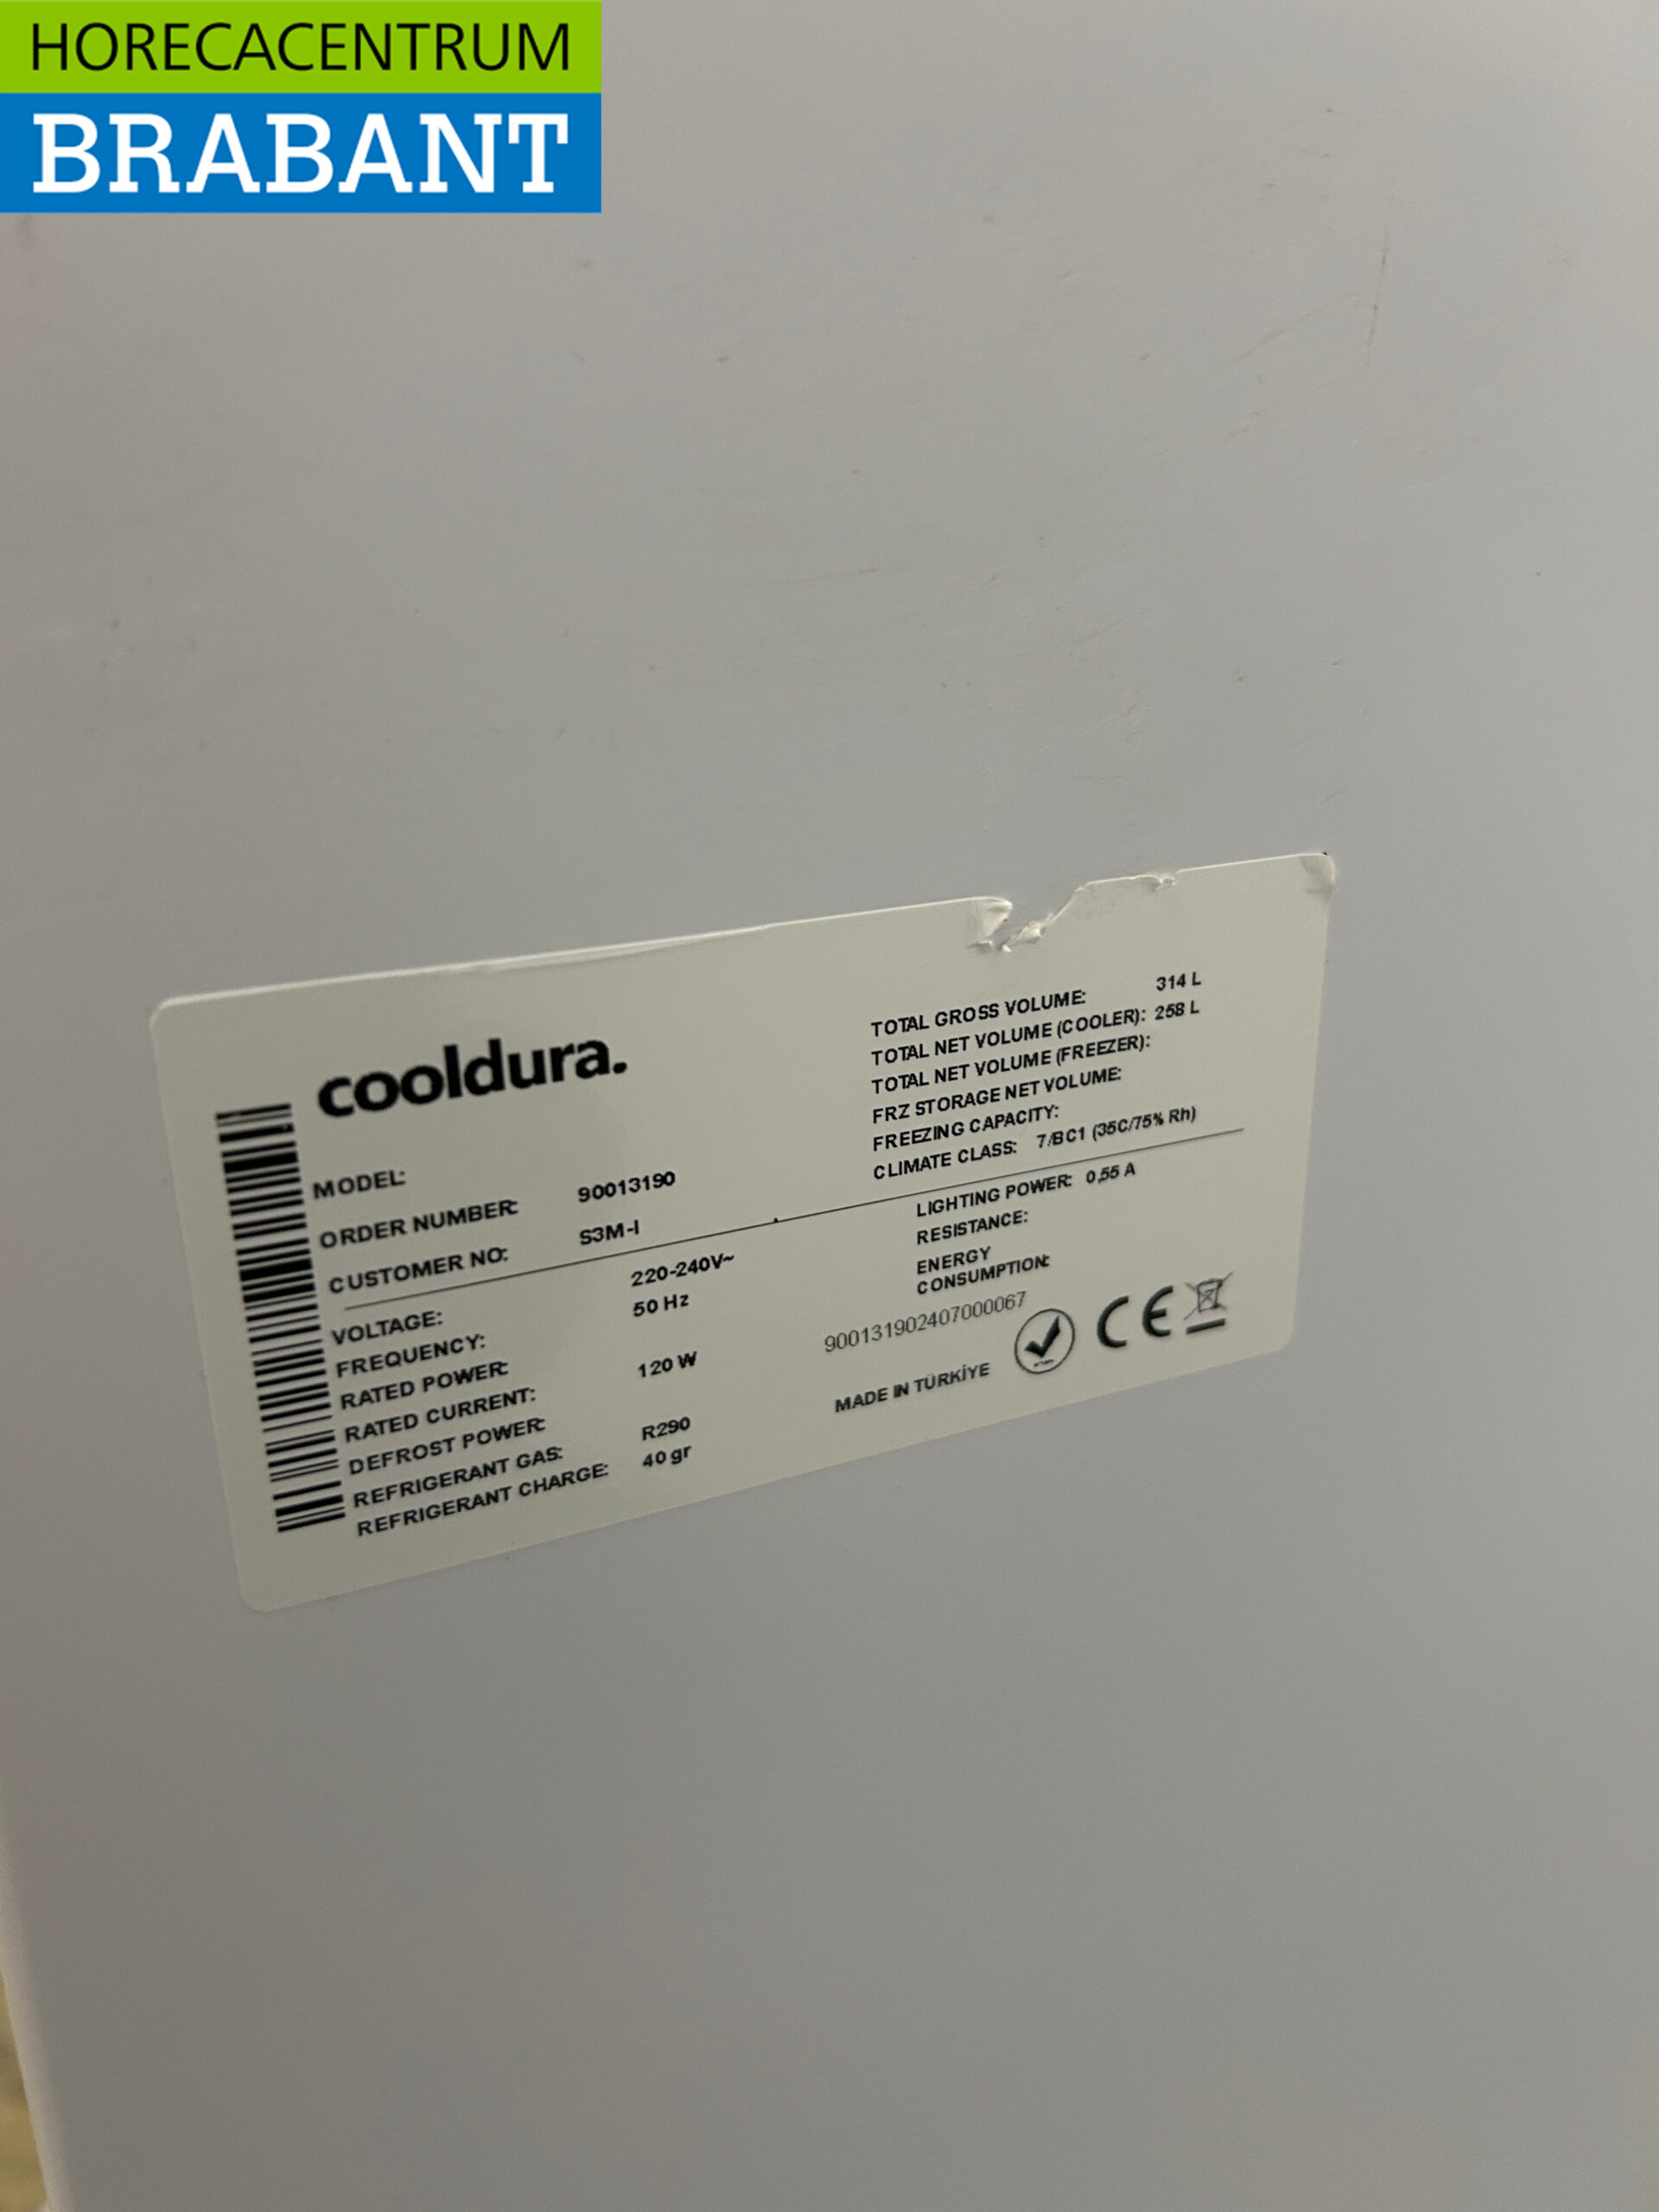 HORECACENTRUM
BRABANT
cooldura.
MODEL:
ORDER NUMBER: 90013190
CUSTOMER NO: S3M-I
VOLTAGE: 220-240V~
FREQUENCY: 50 Hz
RATED POWER:
RATED CURRENT: 120 W
DEFROST POWER:
REFRIGERANT GAS: R290
REFRIGERANT CHARGE: 40 gr
TOTAL GROSS VOLUME: 314 L
TOTAL NET VOLUME (COOLER): 258 L
TOTAL NET VOLUME (FREEZER):
FRZ STORAGE NET VOLUME:
FREEZING CAPACITY:
CLIMATE CLASS: 7/BC1 (35C/75% Rh)
LIGHTING POWER: 0,55 A
RESISTANCE:
ENERGY
CONSUMPTION:
900131902407000067
MADE IN TÜRKİYE
CE